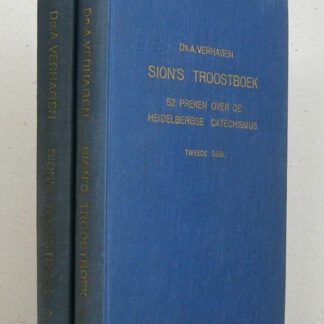 Ds. A. VERHAGEN
SION'S TROOSTBOEK
52 PREKEN OVER DE
HEIDELBERGSE CATECHISMUS
TWEEDE DEEL
Ds. A. VERHAGEN
SION'S TROOSTBOEK
Ds. A. VERHAGEN
SION'S TROOSTBOEK